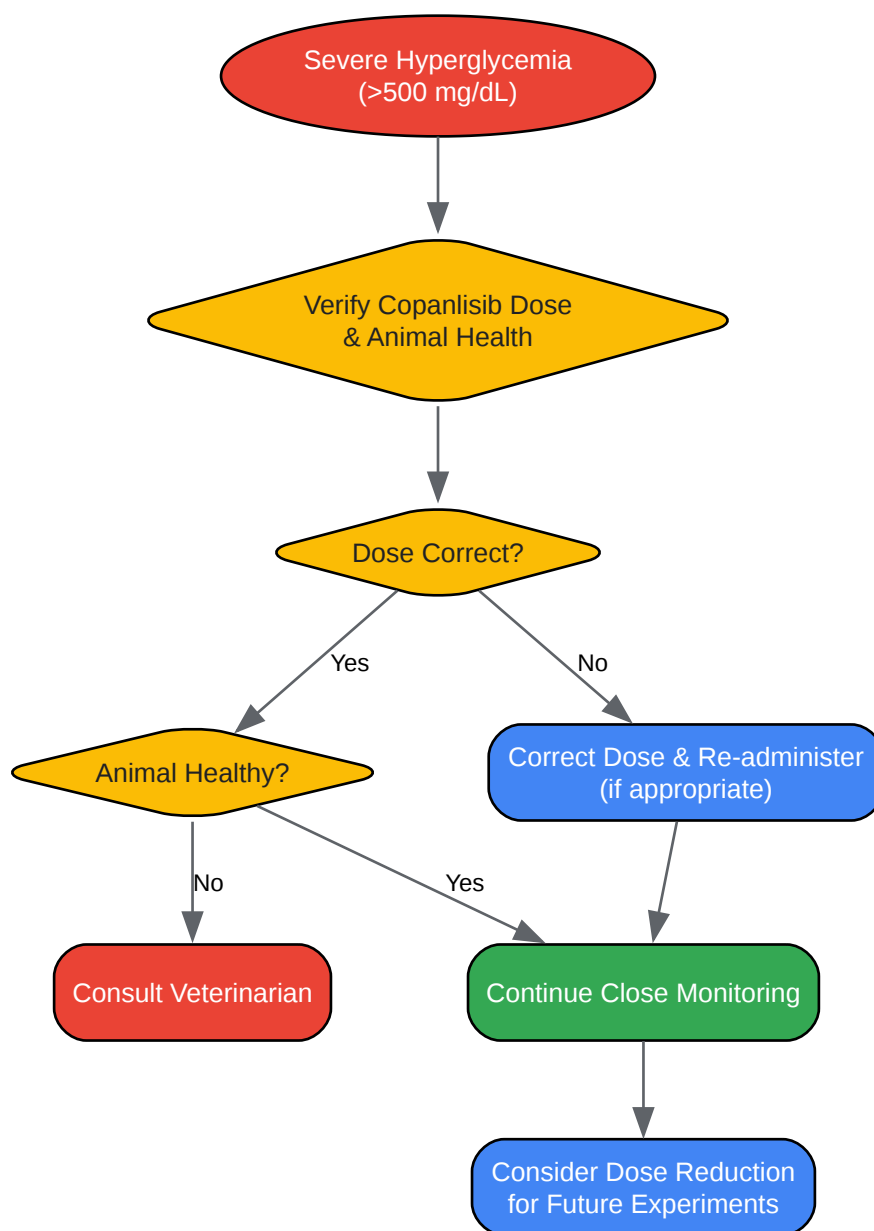 Severe Hyperglycemia
(>500 mg/dL)
Verify Copanlisib Dose
& Animal Health
Dose Correct?
Yes
No
Animal Healthy?
Correct Dose & Re-administer
(if appropriate)
No
Yes
Consult Veterinarian
Continue Close Monitoring
Consider Dose Reduction
for Future Experiments